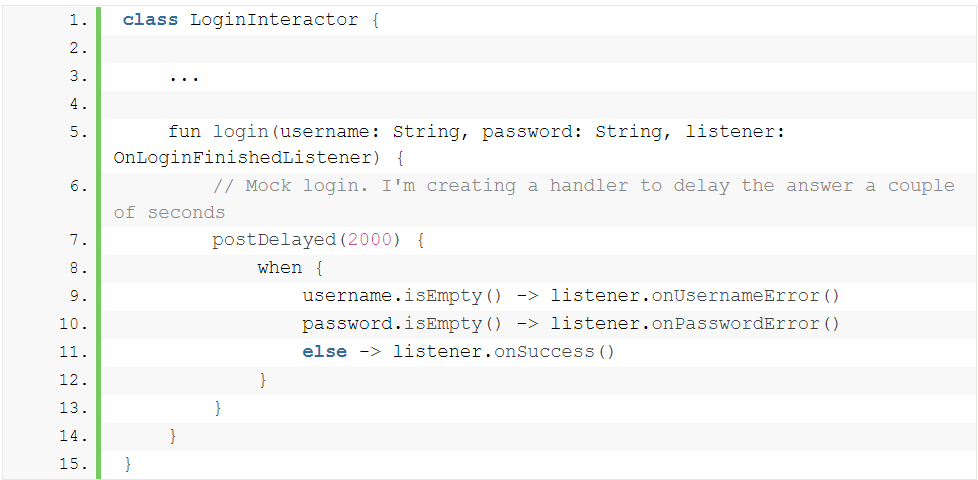 1. class LoginInteractor {
2.
3.     ...
4.
5.     fun login(username: String, password: String, listener:
OnLoginFinishedListener) {
6.         // Mock login. I'm creating a handler to delay the answer a couple
of seconds
7.         postDelayed(2000) {
8.             when {
9.                 username.isEmpty() -> listener.onUsernameError()
10.                 password.isEmpty() -> listener.onPasswordError()
11.                 else -> listener.onSuccess()
12.             }
13.         }
14.     }
15. }